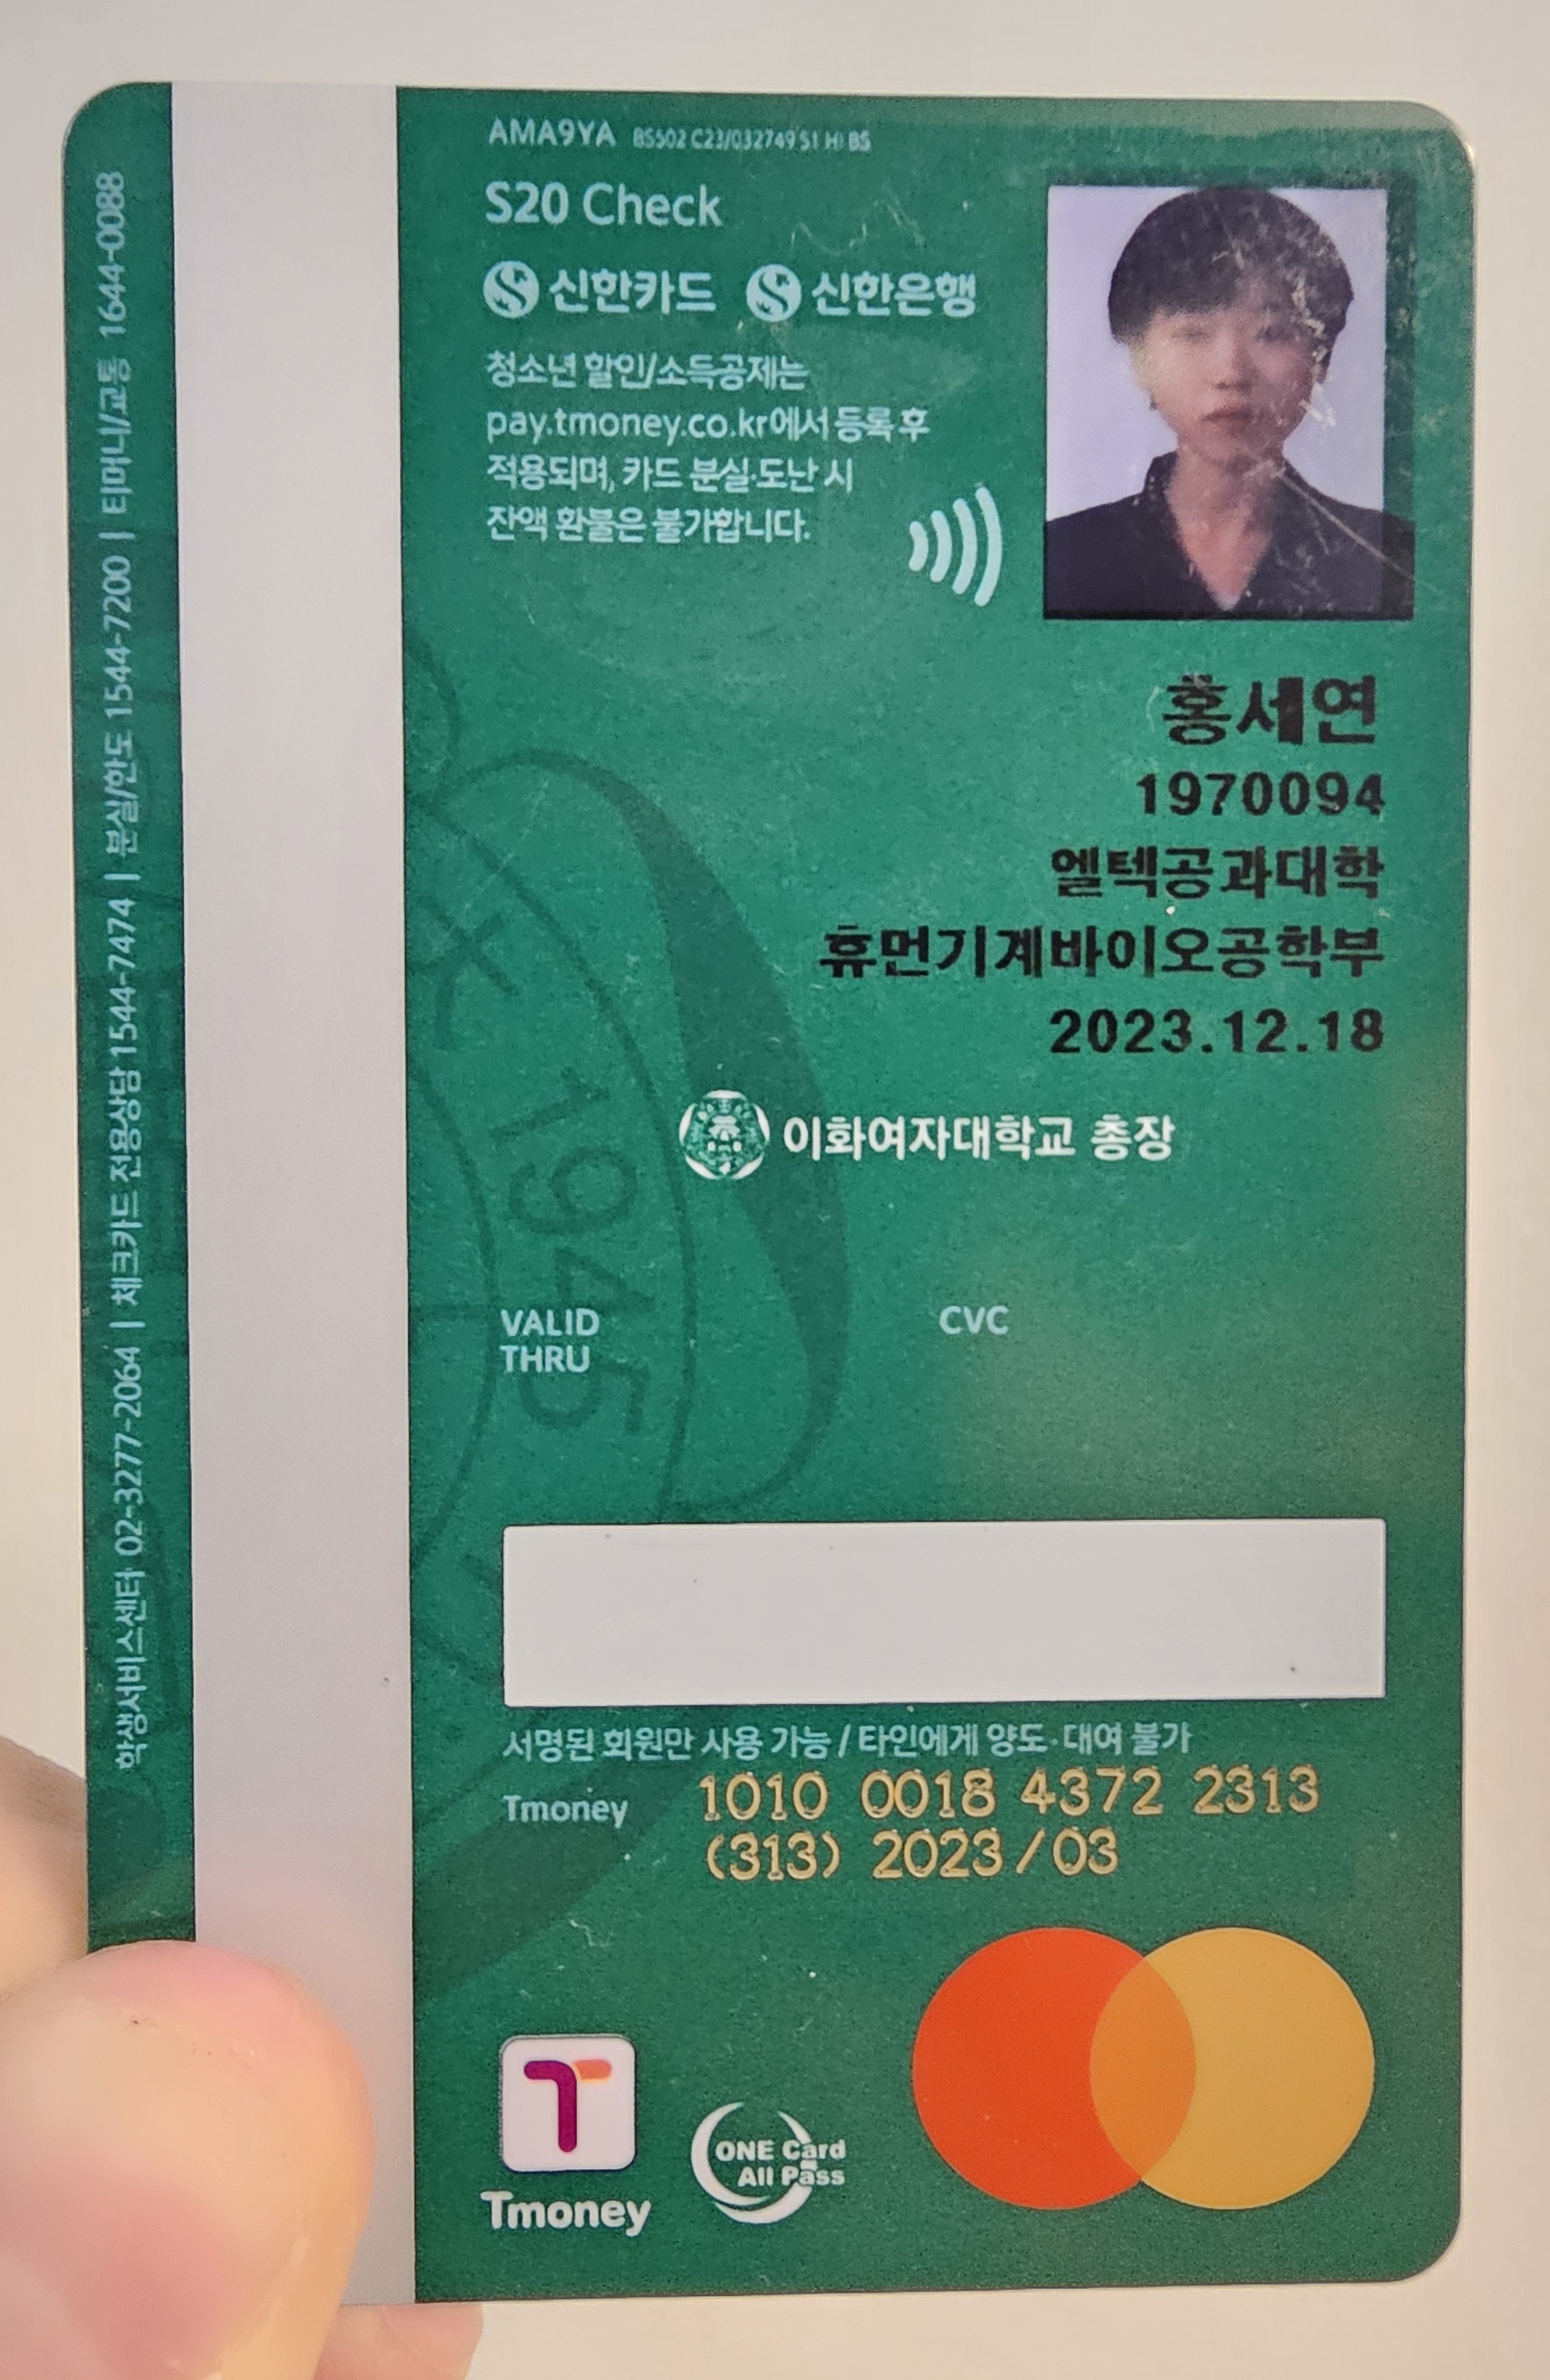 AMA9YA
S20 Check
신한카드 신한은행
청소년 할인/소득공제는
pay.tmoney.co.kr에서 등록 후
적용되며, 카드 분실·도난 시
잔액 환불은 불가합니다.
홍세연
1970094
엘텍공과대학
휴먼기계바이오공학부
2023.12.18
이화여자대학교 총장
1945
VALID
THRU
CVC
서명된 회원만 사용 가능 / 타인에게 양도·대여 불가
Tmoney 1010 0018 4372 2313
(313) 2023/03
Tmoney
ONE Card
All Pass
학생서비스센터 02-3277-2064 | 체크카드 전용상담 1544-7474 | 분실/한도 1544-7200 | 티머니/교통 1644-0088